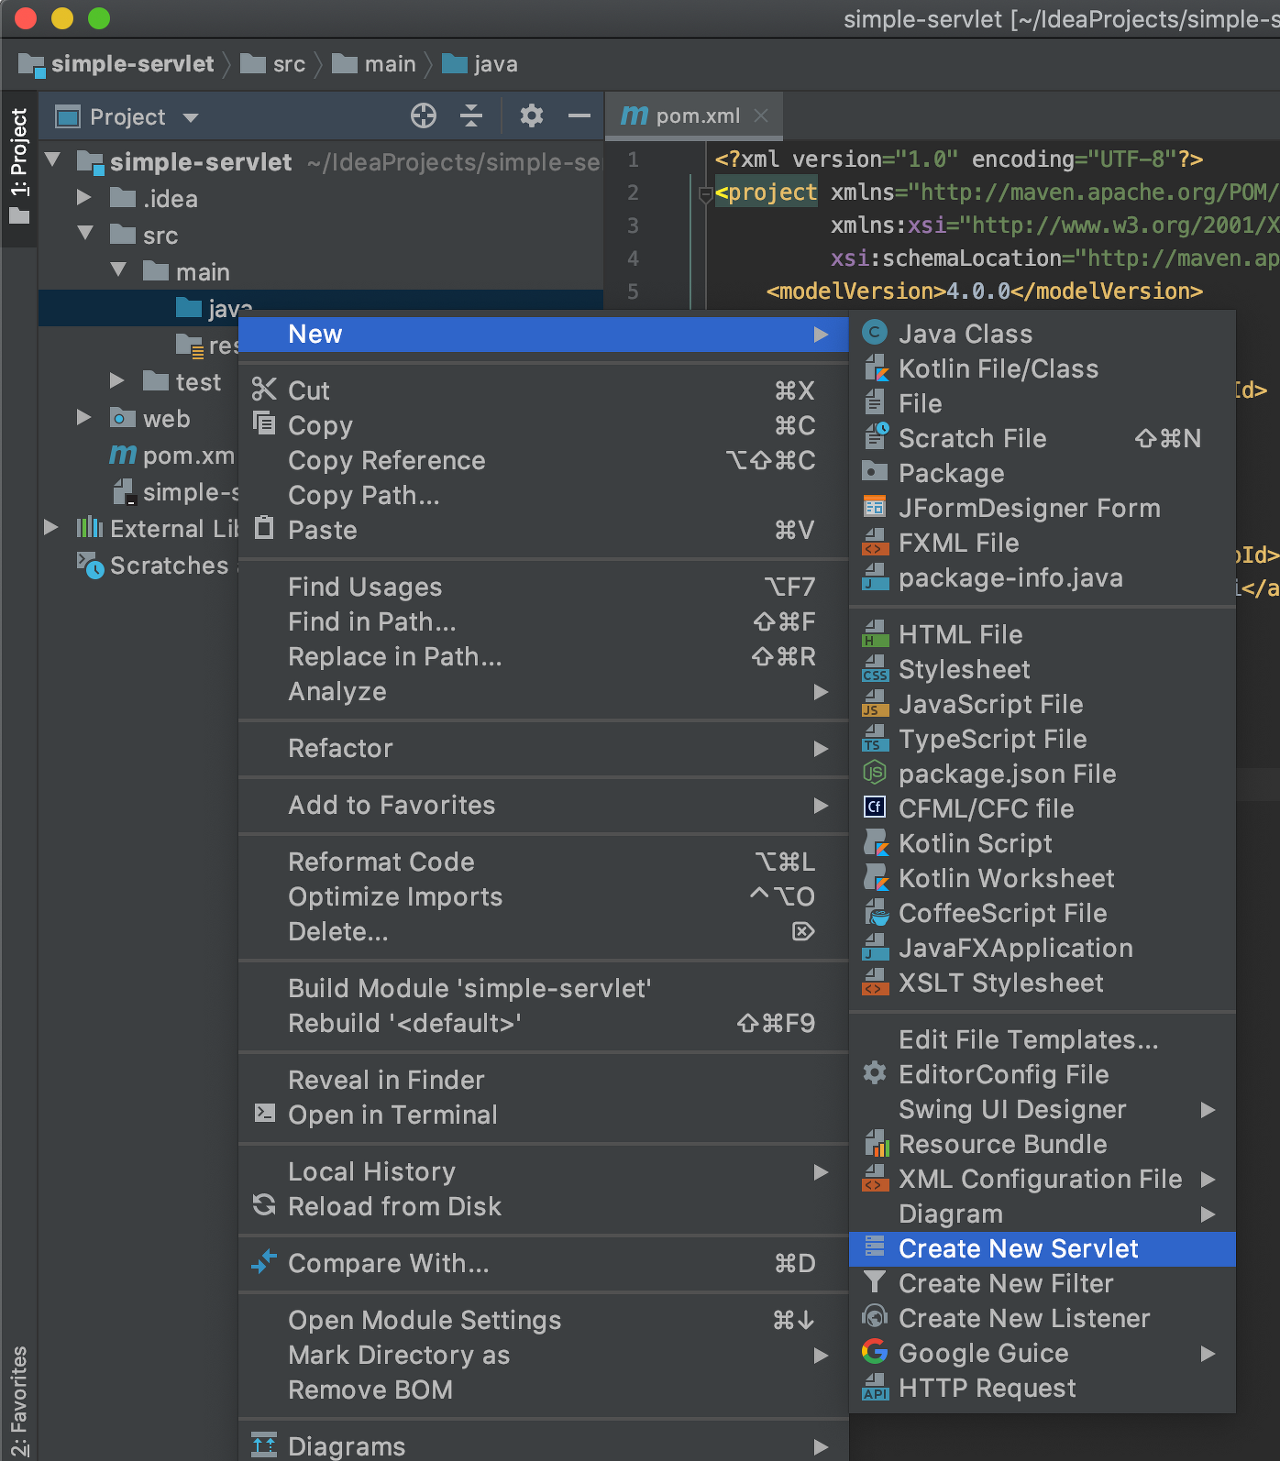 simple-servlet [~/IdeaProjects/simple-s
simple-servlet src main java
1: Project
Project
pom.xml
simple-servlet ~/IdeaProjects/simple-se
.idea
src
main
java
res
test
web
pom.xm
simple-s
External Lib
Scratches
2: Favorites
1 <?xml version="1.0" encoding="UTF-8"?>
2 <project xmlns="http://maven.apache.org/POM/
3 xmlns:xsi="http://www.w3.org/2001/X
4 xsi:schemaLocation="http://maven.ap
5 <modelVersion>4.0.0</modelVersion>
Id>
Id>
i</a
New
Cut ⌘X
Copy ⌘C
Copy Reference ⌥⇧⌘C
Copy Path...
Paste ⌘V
Find Usages ⌥F7
Find in Path... ⇧⌘F
Replace in Path... ⇧⌘R
Analyze
Refactor
Add to Favorites
Reformat Code ⌥⌘L
Optimize Imports ^⌥O
Delete... ⌦
Build Module 'simple-servlet'
Rebuild '<default>' ⇧⌘F9
Reveal in Finder
Open in Terminal
Local History
Reload from Disk
Compare With... ⌘D
Open Module Settings ⌘↓
Mark Directory as
Remove BOM
Diagrams
Java Class
Kotlin File/Class
File
Scratch File ⇧⌘N
Package
JFormDesigner Form
FXML File
package-info.java
HTML File
Stylesheet
JavaScript File
TypeScript File
package.json File
CFML/CFC file
Kotlin Script
Kotlin Worksheet
CoffeeScript File
JavaFXApplication
XSLT Stylesheet
Edit File Templates...
EditorConfig File
Swing UI Designer
Resource Bundle
XML Configuration File
Diagram
Create New Servlet
Create New Filter
Create New Listener
Google Guice
HTTP Request